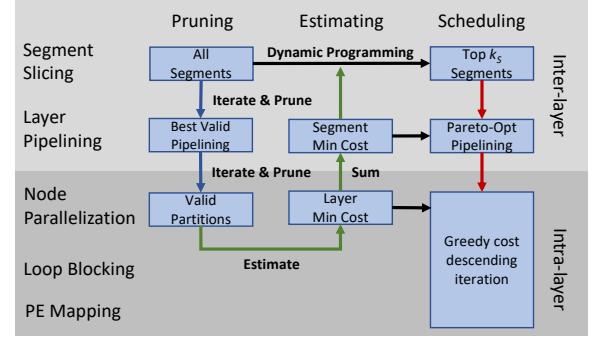 Pruning
Estimating
Scheduling
Segment
Slicing
All
Segments
Dynamic Programming
Top kS
Segments
Inter-layer
Iterate & Prune
Layer
Pipelining
Best Valid
Pipelining
Segment
Min Cost
Pareto-Opt
Pipelining
Iterate & Prune
Sum
Node
Parallelization
Valid
Partitions
Layer
Min Cost
Greedy cost
descending
iteration
Intra-layer
Estimate
Loop Blocking
PE Mapping